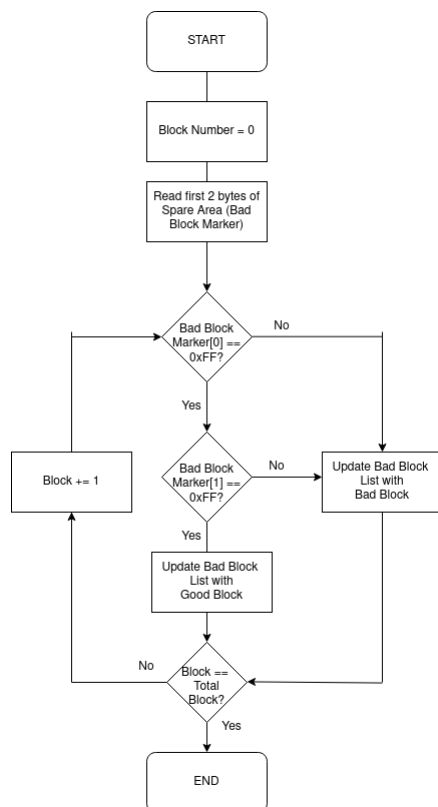 START
Block Number = 0
Read first 2 bytes of
Spare Area (Bad
Block Marker)
Bad Block
Marker[0] ==
0xFF?
No
Yes
Bad Block
Marker[1] ==
0xFF?
No
Update Bad Block
List with
Bad Block
Block += 1
Yes
Update Bad Block
List with
Good Block
Block ==
Total
Block?
No
Yes
END